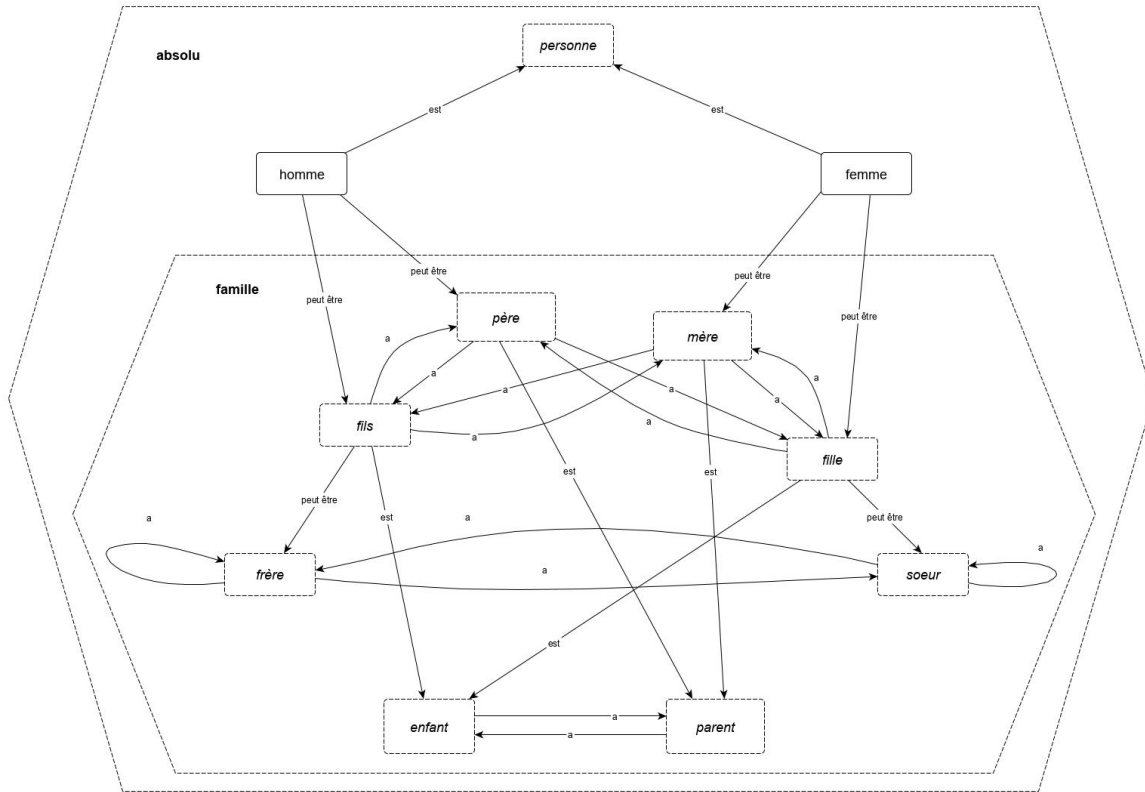 personne
absolu
est
est
homme
femme
peut être
peut être
famille
peut être
peut être
père
mère
a
a
a
a
a
a
a
a
fils
fille
est
est
peut être
est
peut être
a
a
a
a
frère
soeur
est
enfant
parent
a
a